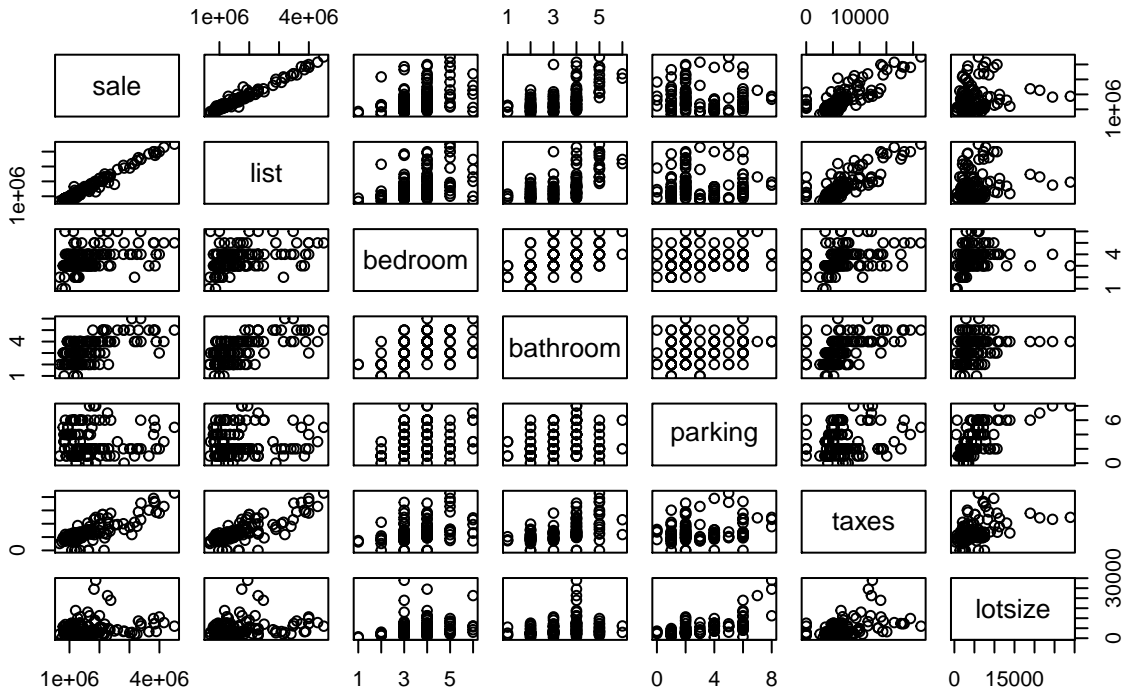 1e+06 4e+06 1 3 5 0 10000
sale 1e+06
1e+06 list
bedroom 1 4
1 4 bathroom
parking 0 6
0 taxes
lotsize 0 30000
1e+06 4e+06 1 3 5 0 4 8 0 15000